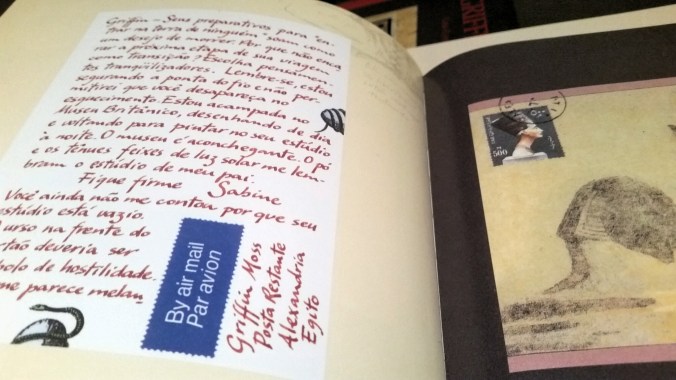 Griffin – Seus preparativos para "en-
trar na terra de ninguém" soam como
um desejo de morrer. Por que não enca-
rar a próxima etapa de sua viagem
como transição? Escolha pensamen-
tos tranqüilizadores. Lembre-se, estou
segurando a ponta do fio e não per-
mitirei que você desapareça no
esquecimento. Estou acampada no
Museu Britânico, desenhando de dia
e voltando para pintar no seu estúdio
à noite. O museu é aconchegante. O pó
e os tênues feixes de luz solar me lem-
bram o estúdio de meu pai.
Fique firme Sabine
Você ainda não me contou por que seu
estúdio está vazio.
urso na frente do
tão deveria ser
bolo de hostilidade.
me parece melan
By air mail
Par avion
Griffin Moss
Posta Restante
Alexandria
Egito
500
GRIFF